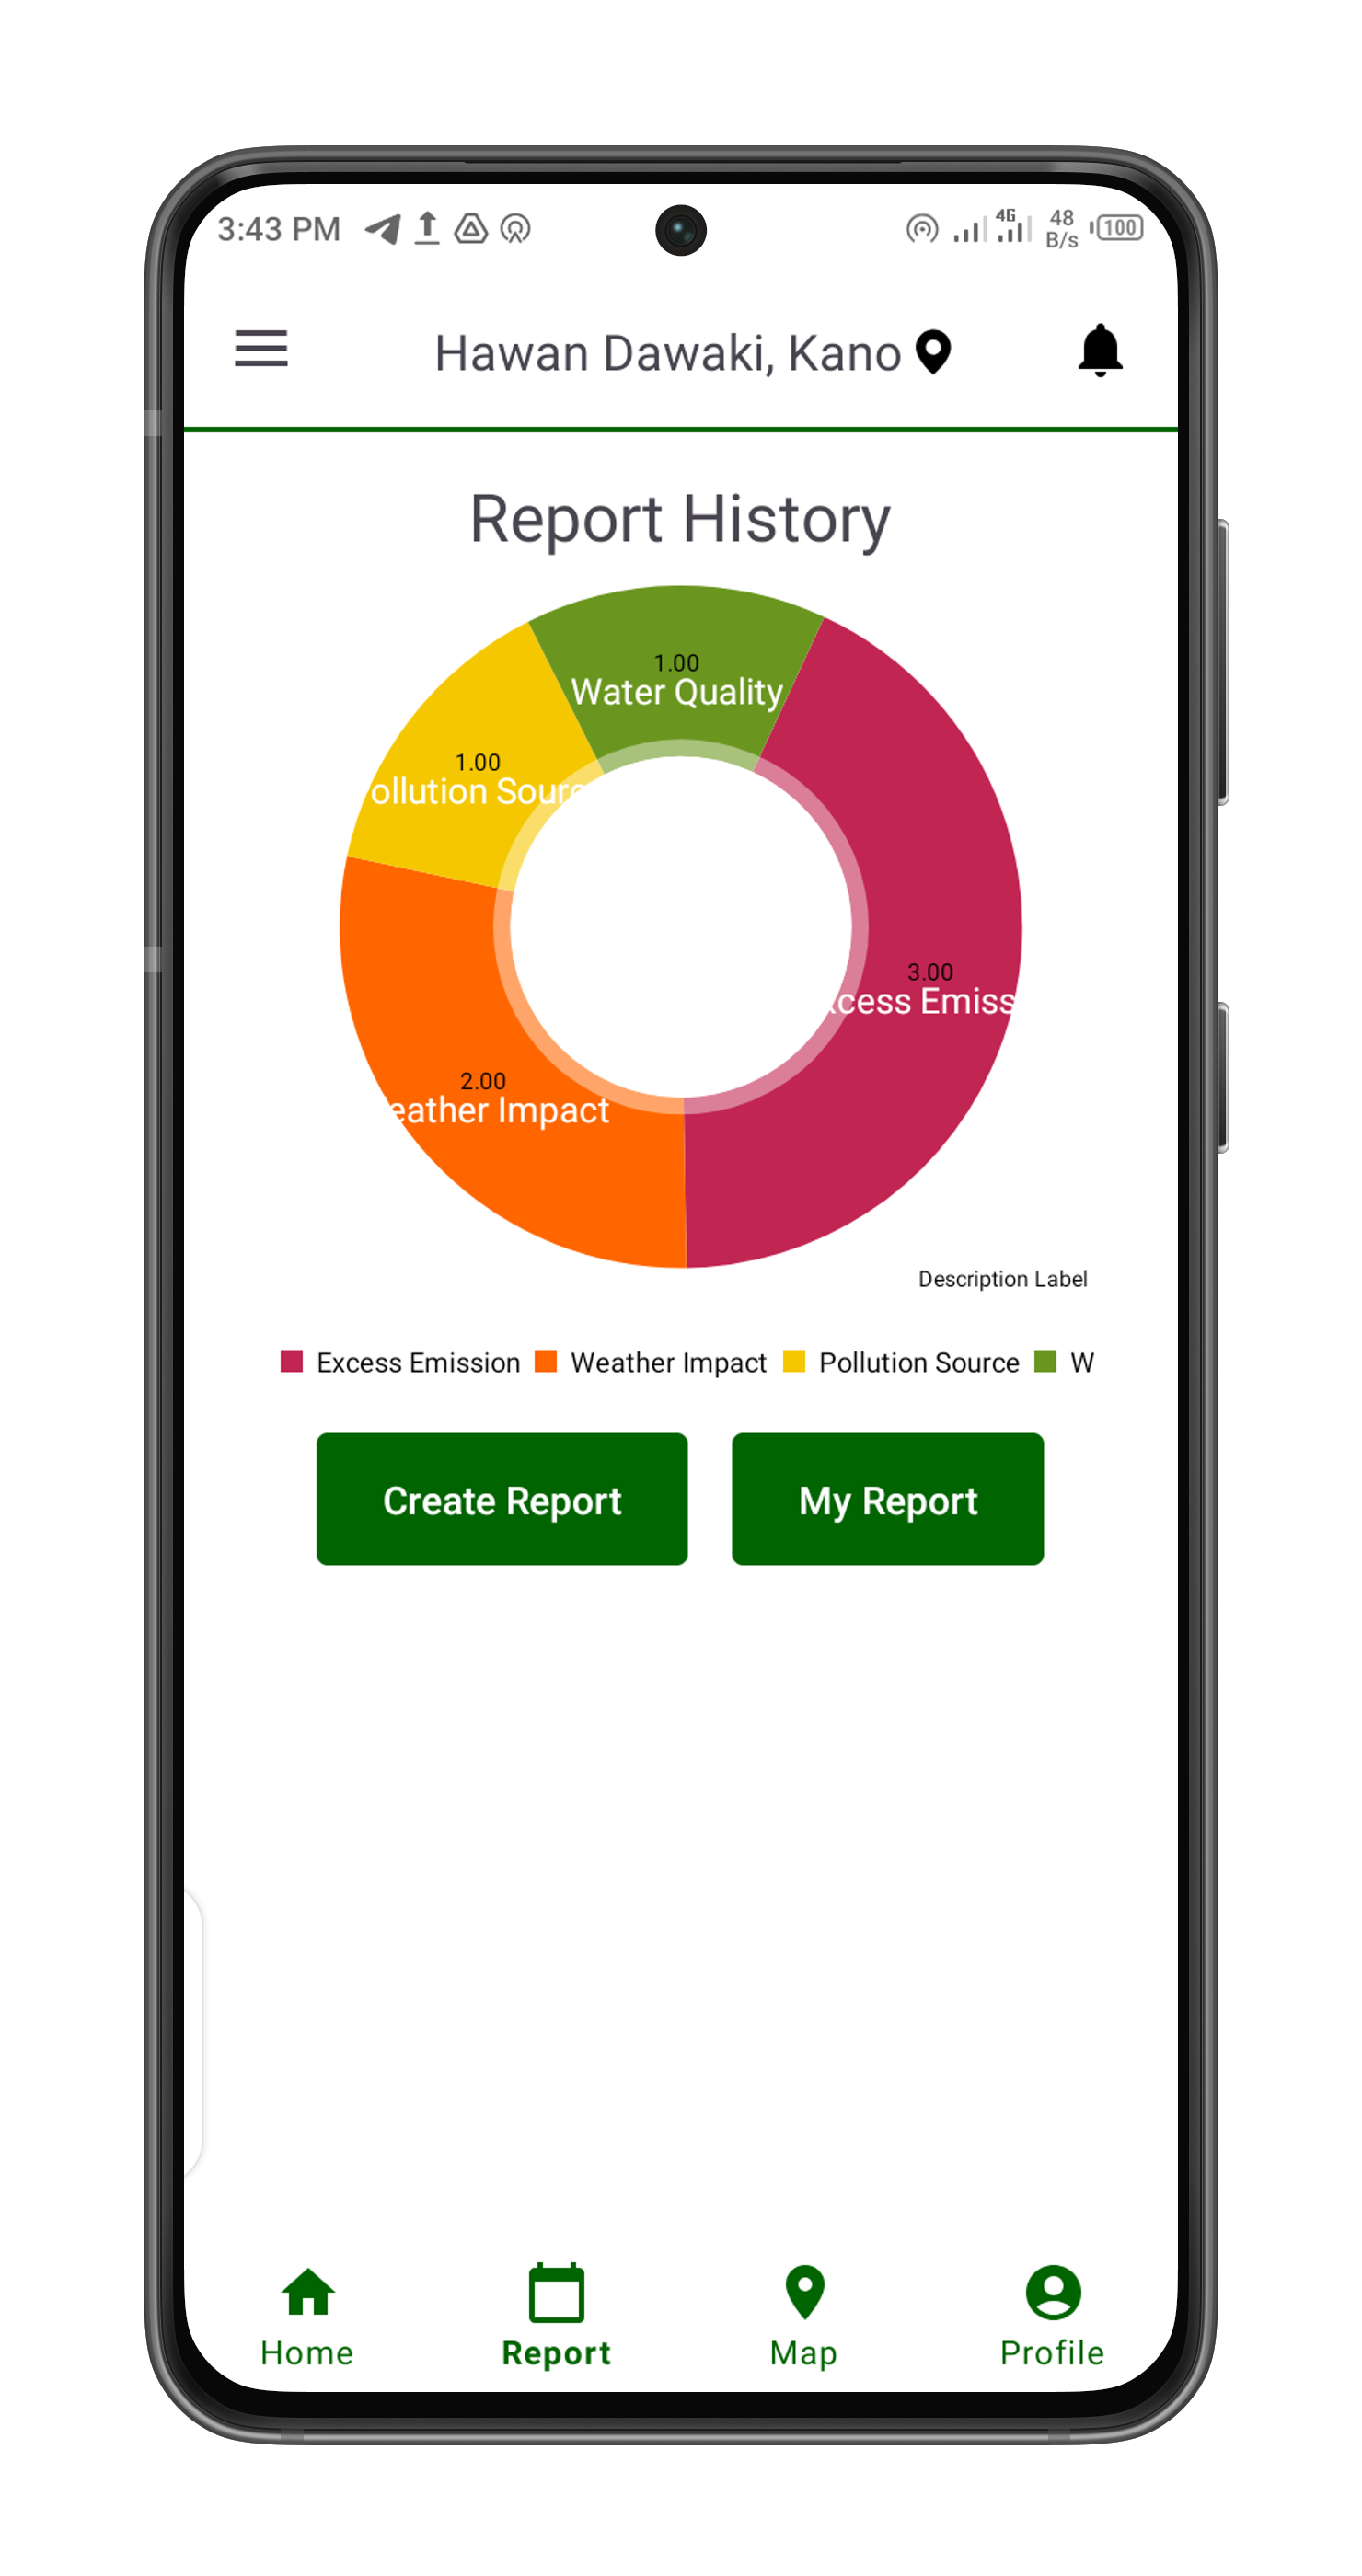 3:43 PM 4G 48 B/s 100
Hawan Dawaki, Kano
Report History
1.00
Water Quality
1.00
ollution Sourc
3.00
cess Emiss
2.00
eather Impact
Description Label
Excess Emission Weather Impact Pollution Source W
Create Report My Report
Home Report Map Profile